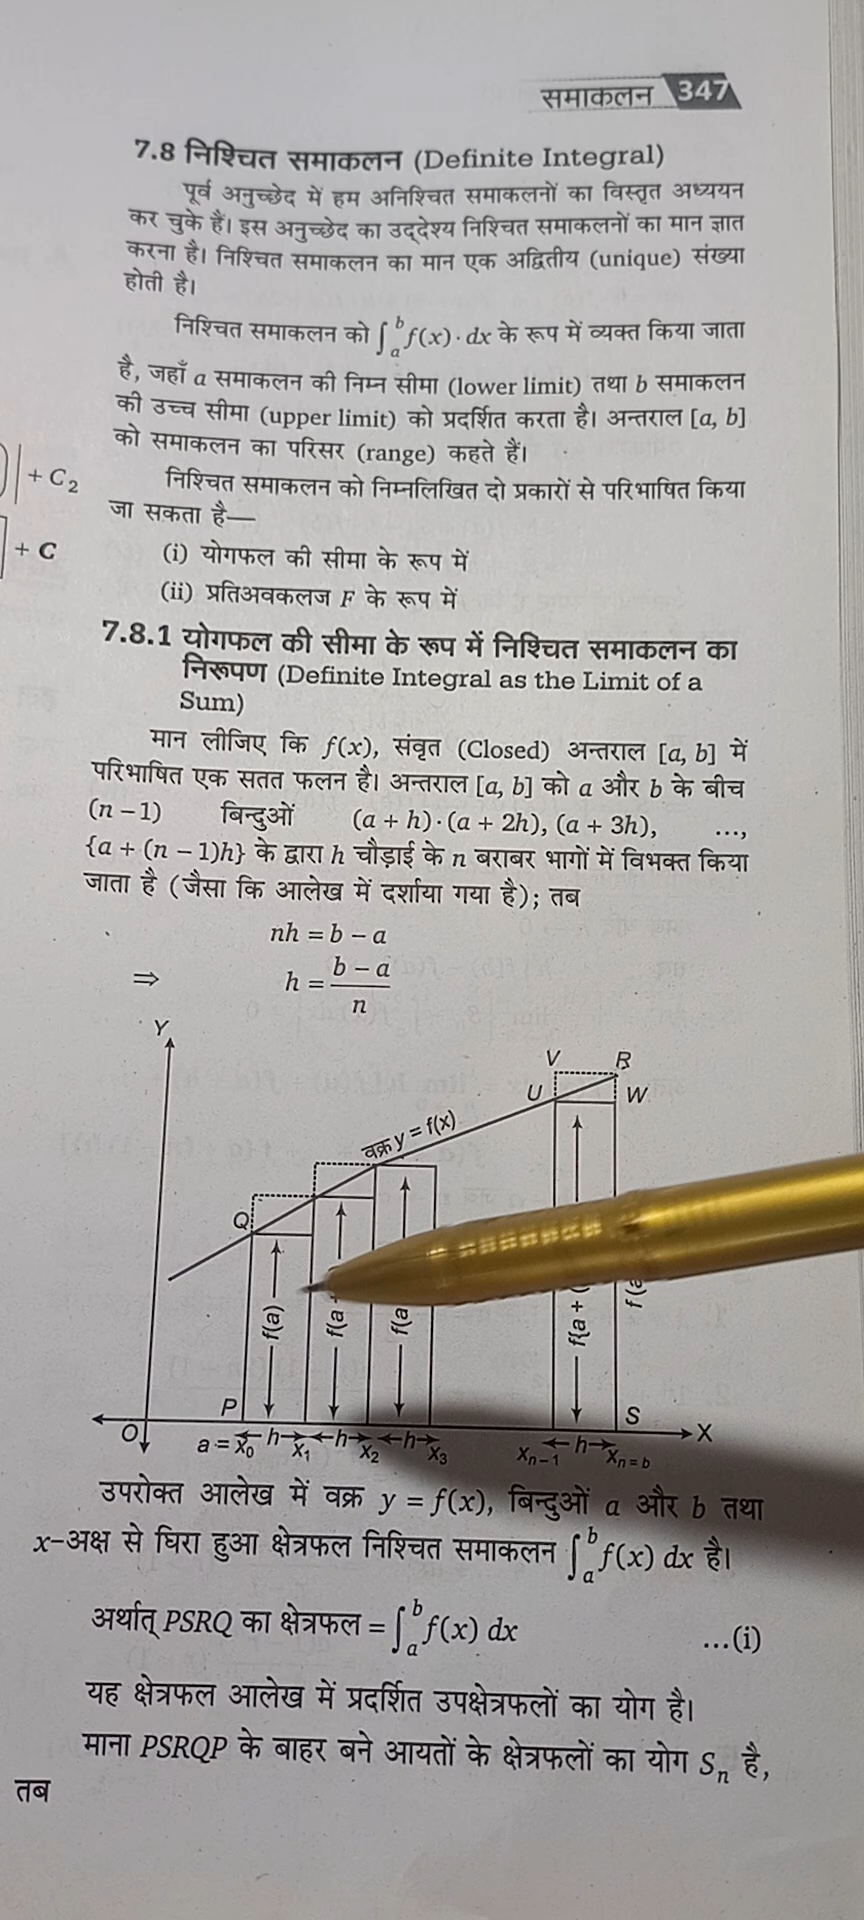 समाकलन 347
7.8 निश्चित समाकलन (Definite Integral)
पूर्व अनुच्छेद में हम अनिश्चित समाकलनों का विस्तृत अध्ययन
कर चुके हैं। इस अनुच्छेद का उद्देश्य निश्चित समाकलनों का मान ज्ञात
करना है। निश्चित समाकलन का मान एक अद्वितीय (unique) संख्या
होती है।
निश्चित समाकलन को ∫_a^b f(x)·dx के रूप में व्यक्त किया जाता
है, जहाँ a समाकलन की निम्न सीमा (lower limit) तथा b समाकलन
की उच्च सीमा (upper limit) को प्रदर्शित करता है। अन्तराल [a, b]
को समाकलन का परिसर (range) कहते हैं।
)| + C₂
निश्चित समाकलन को निम्नलिखित दो प्रकारों से परिभाषित किया
जा सकता है—
] + C
(i) योगफल की सीमा के रूप में
(ii) प्रतिअवकलज F के रूप में
7.8.1 योगफल की सीमा के रूप में निश्चित समाकलन का
निरूपण (Definite Integral as the Limit of a
Sum)
मान लीजिए कि f(x), संवृत (Closed) अन्तराल [a, b] में
परिभाषित एक सतत फलन है। अन्तराल [a, b] को a और b के बीच
(n – 1) बिन्दुओं (a + h)·(a + 2h), (a + 3h), ...,
{a + (n – 1)h} के द्वारा h चौड़ाई के n बराबर भागों में विभक्त किया
जाता है (जैसा कि आलेख में दर्शाया गया है); तब
nh = b – a
⇒ h = (b – a)/n
Y
V R
U W
वक्र y = f(x)
Q
f(a) f(a + f(a f(a + ( f(a
P S
O X
a = x₀ h x₁ h x₂ h x₃ xₙ₋₁ h xₙ₌b
उपरोक्त आलेख में वक्र y = f(x), बिन्दुओं a और b तथा
x-अक्ष से घिरा हुआ क्षेत्रफल निश्चित समाकलन ∫_a^b f(x) dx है।
अर्थात् PSRQ का क्षेत्रफल = ∫_a^b f(x) dx ...(i)
यह क्षेत्रफल आलेख में प्रदर्शित उपक्षेत्रफलों का योग है।
माना PSRQP के बाहर बने आयतों के क्षेत्रफलों का योग Sₙ है,
तब